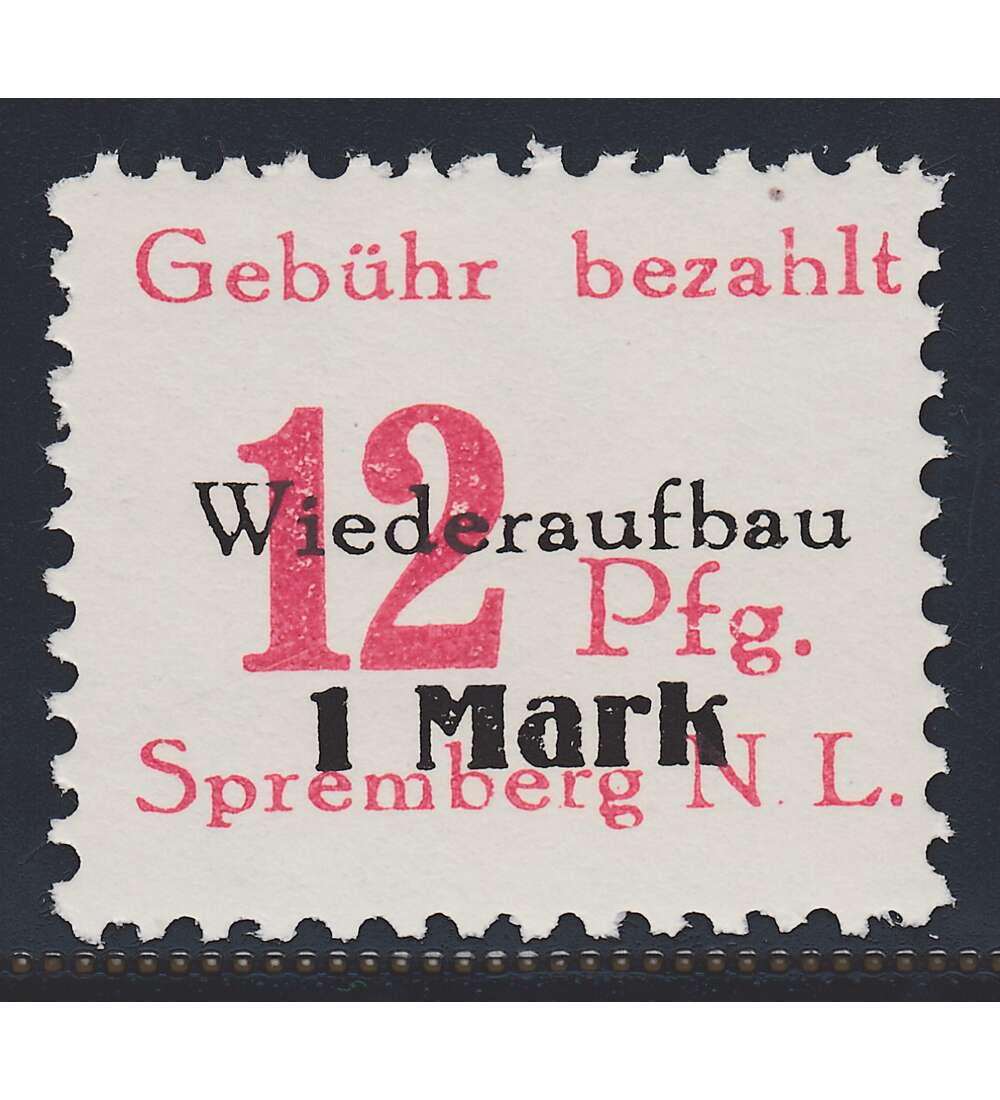 Gebühr bezahlt
Wiederaufbau
12 Pfg.
1 Mark
Spremberg N. L.